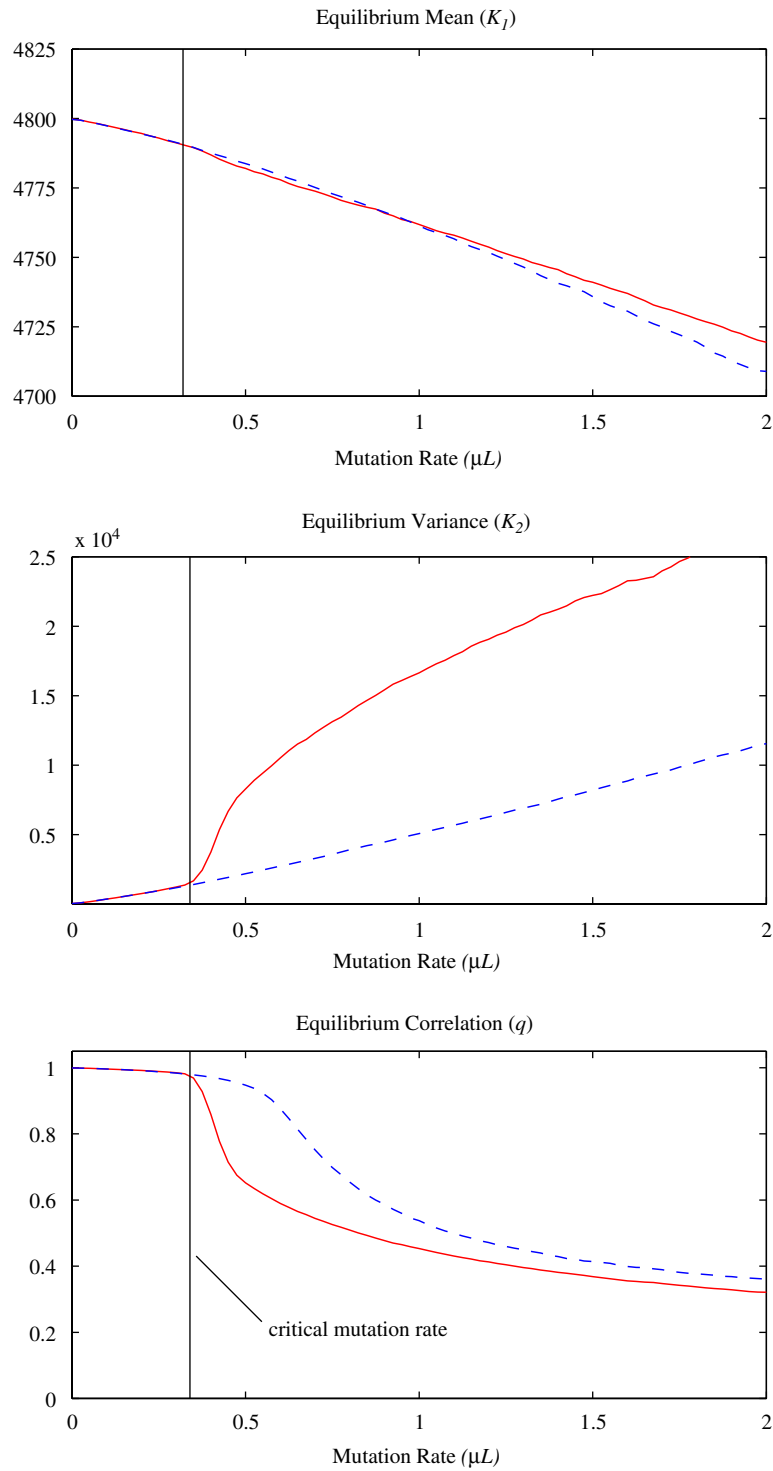 Equilibrium Mean (K1)
4825
4800
4775
4750
4725
4700
0 0.5 1 1.5 2
Mutation Rate (μL)
Equilibrium Variance (K2)
x 10^4
2.5
2
1.5
1
0.5
0 0.5 1 1.5 2
Mutation Rate (μL)
Equilibrium Correlation (q)
1
0.8
0.6
0.4
0.2
0
critical mutation rate
0 0.5 1 1.5 2
Mutation Rate (μL)